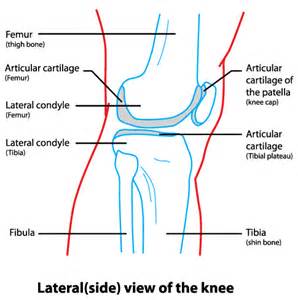 Femur
(thigh bone)
Articular cartilage
(Femur)
Lateral condyle
(Femur)
Lateral condyle
(Tibia)
Fibula
Articular
cartilage of
the patella
(knee cap)
Articular
cartilage
(Tibial plateau)
Tibia
(shin bone)
Lateral(side) view of the knee